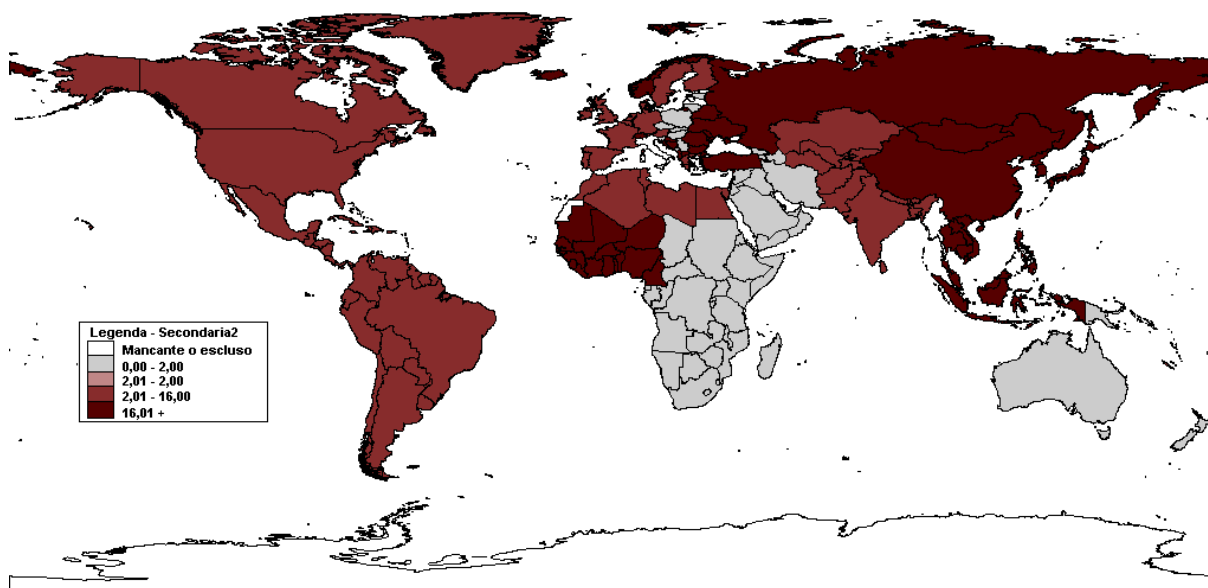 Legenda - Secondaria2
Mancante o escluso
0,00 - 2,00
2,01 - 2,00
2,01 - 16,00
16,01 +